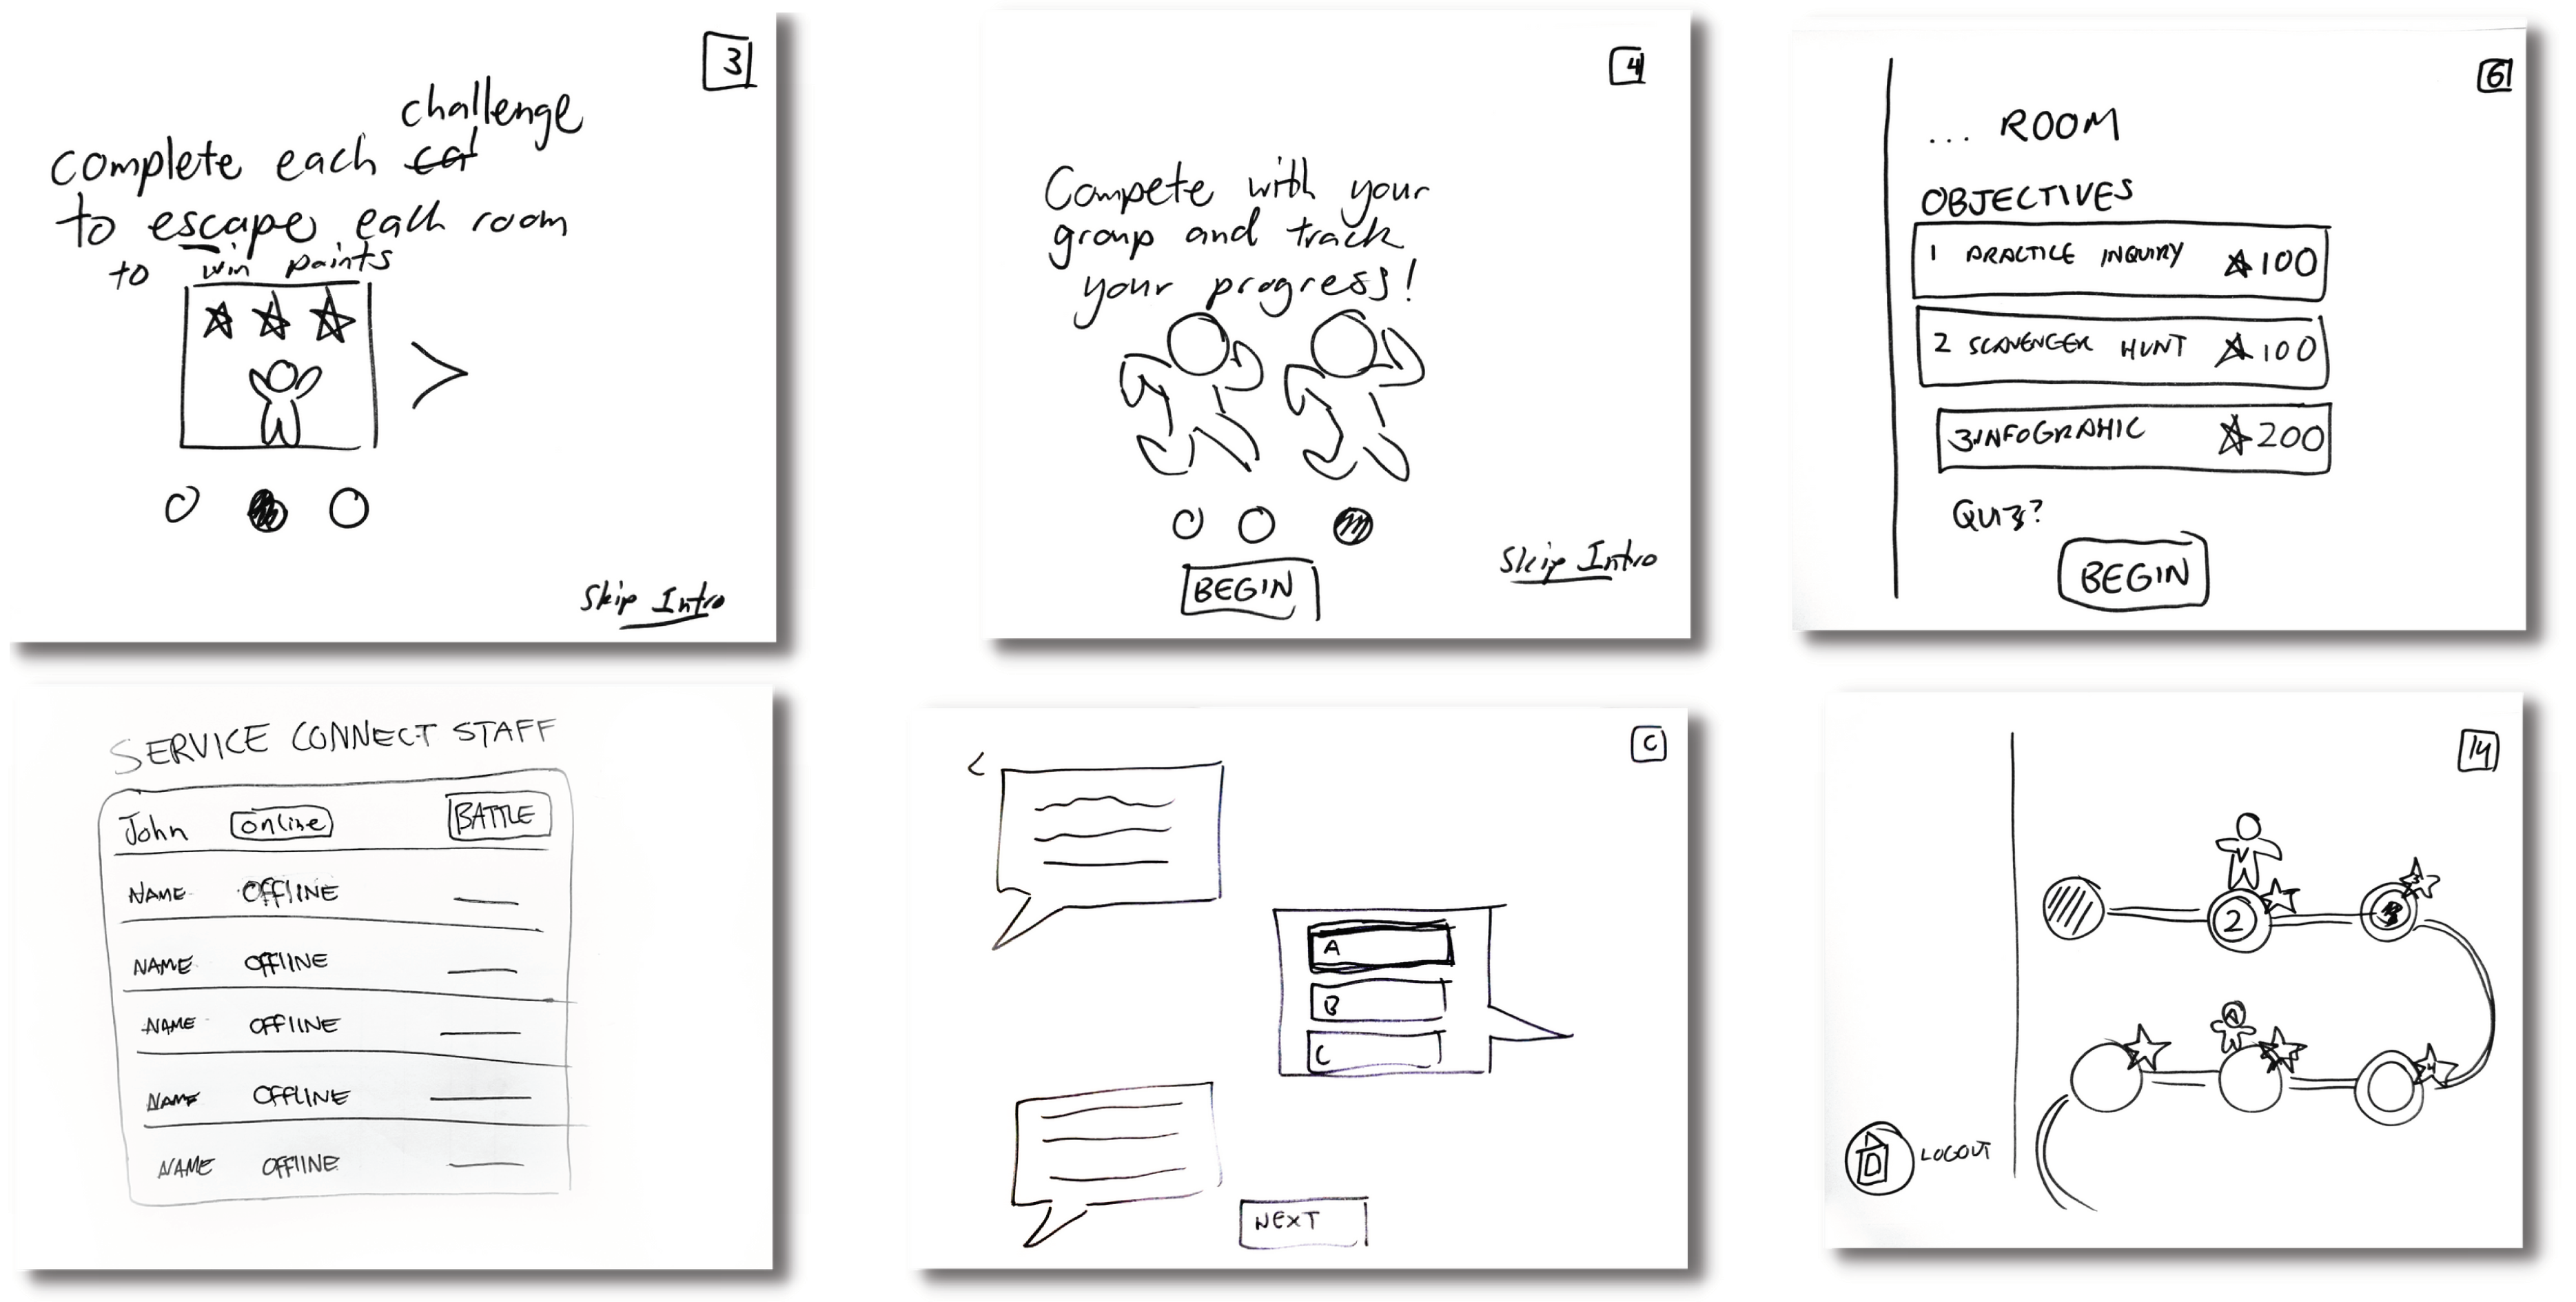 3
challenge
complete each cal
to escape each room
to win points
Skip Intro
4
Compete with your
group and track
your progress!
Skip Intro
BEGIN
6
... ROOM
OBJECTIVES
1 PRACTICE INQUIRY 100
2 SCAVENGER HUNT 100
3 INFOGRAHIC 200
QUIZ?
BEGIN
SERVICE CONNECT STAFF
John online BATTLE
NAME OFFLINE
NAME OFFLINE
NAME OFFLINE
NAME OFFLINE
NAME OFFLINE
C
<
A
B
C
NEXT
14
2
3
4
LOGOUT